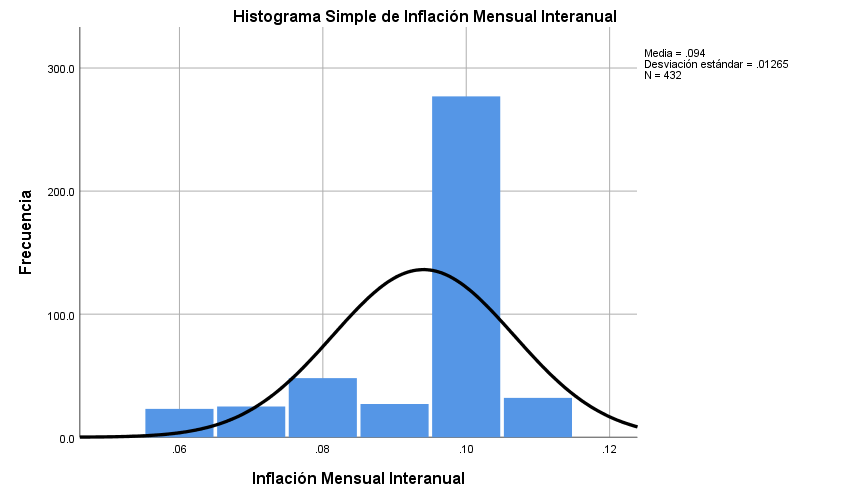 Histograma Simple de Inflación Mensual Interanual
Media = .094
Desviación estándar = .01265
N = 432
300.0
200.0
100.0
0.0
Frecuencia
.06
.08
.10
.12
Inflación Mensual Interanual